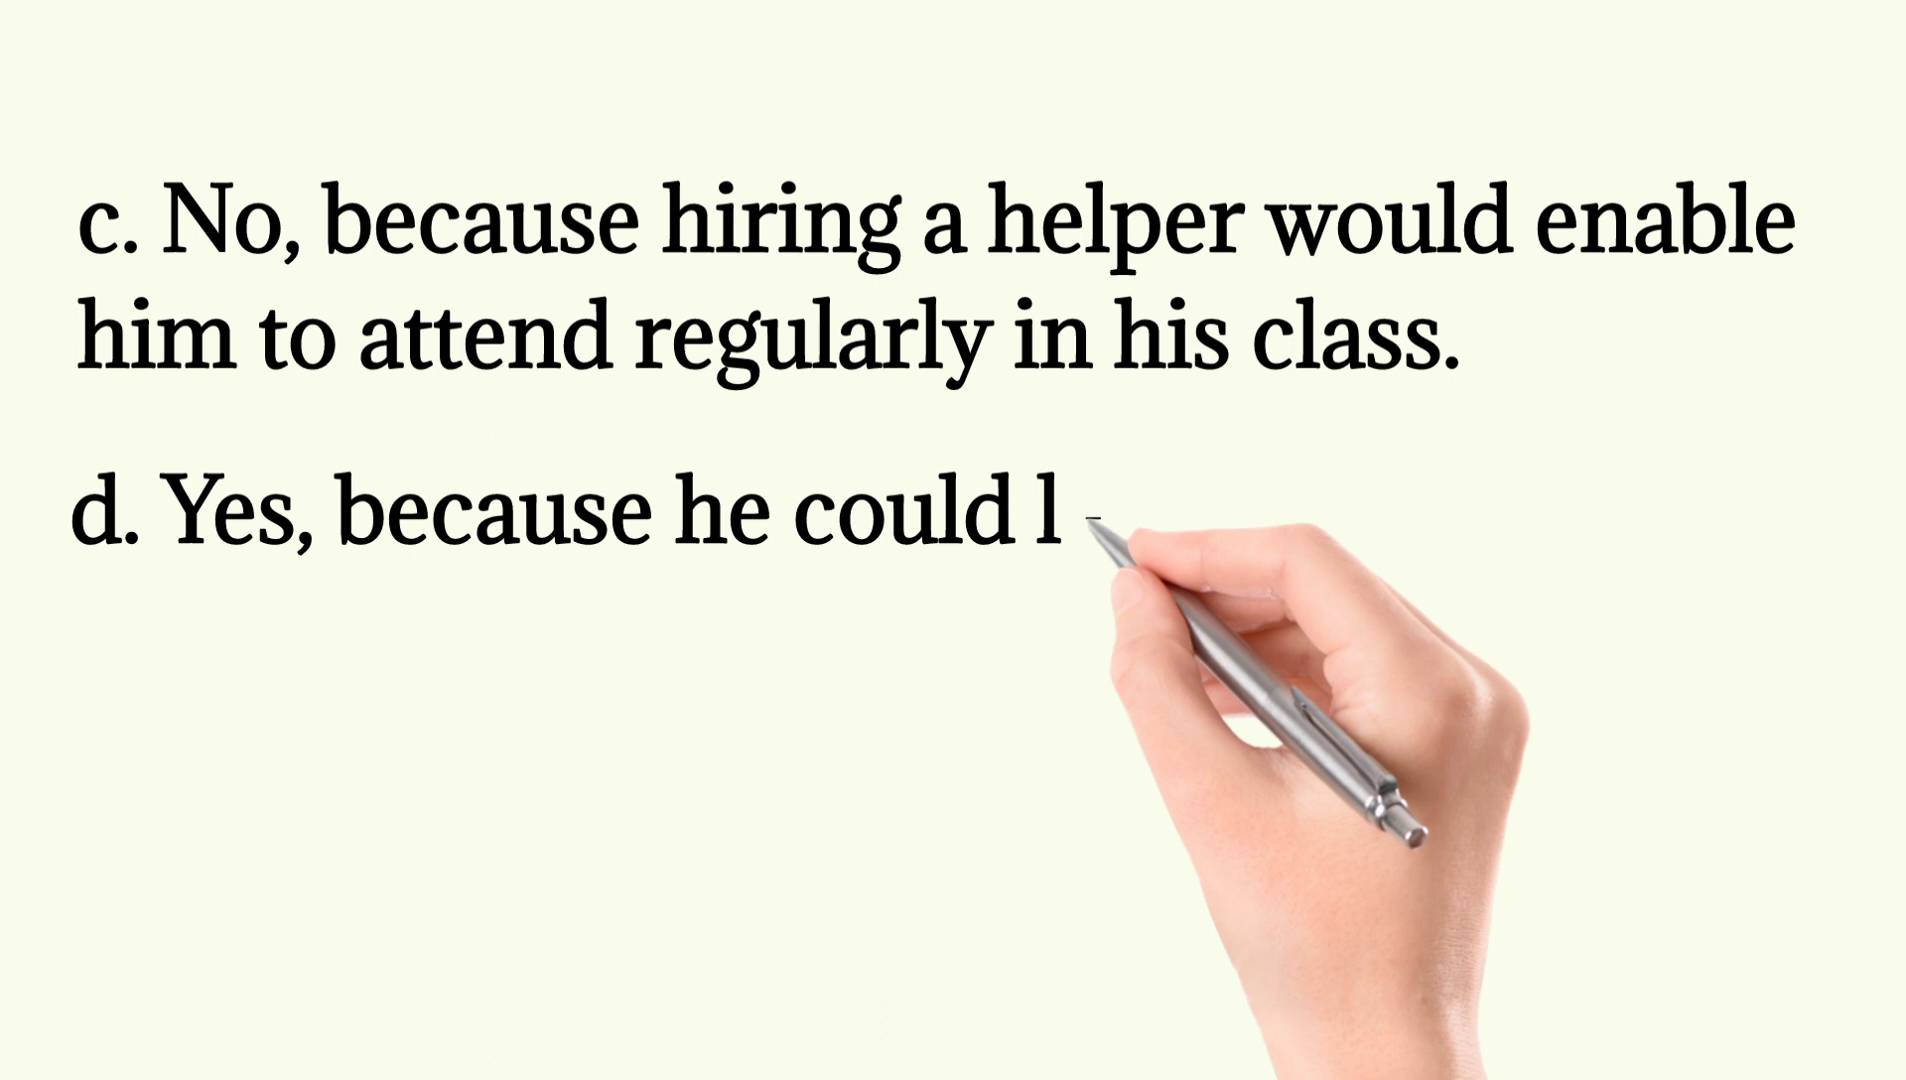 c. No, because hiring a helper would enable
him to attend regularly in his class.
d. Yes, because he could l